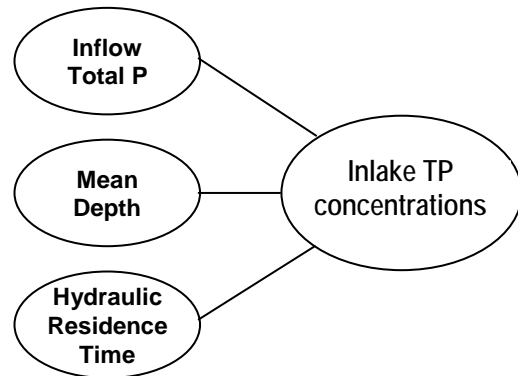 Inflow
Total P
Mean
Depth
Hydraulic
Residence
Time
Inlake TP
concentrations